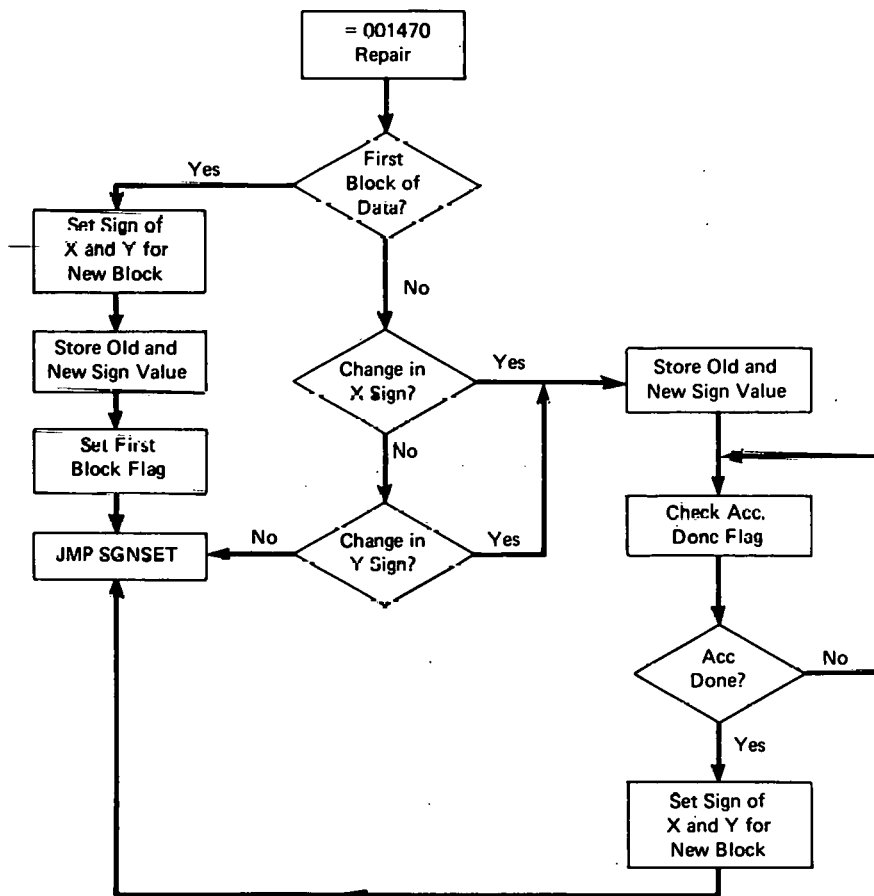 = 001470
Repair
First
Block of
Data?
Yes
No
Set Sign of
X and Y for
New Block
Store Old and
New Sign Value
Set First
Block Flag
JMP SGNSET
Change in
X Sign?
Yes
No
Change in
Y Sign?
No
Yes
Store Old and
New Sign Value
Check Acc.
Done Flag
Acc
Done?
No
Yes
Set Sign of
X and Y for
New Block